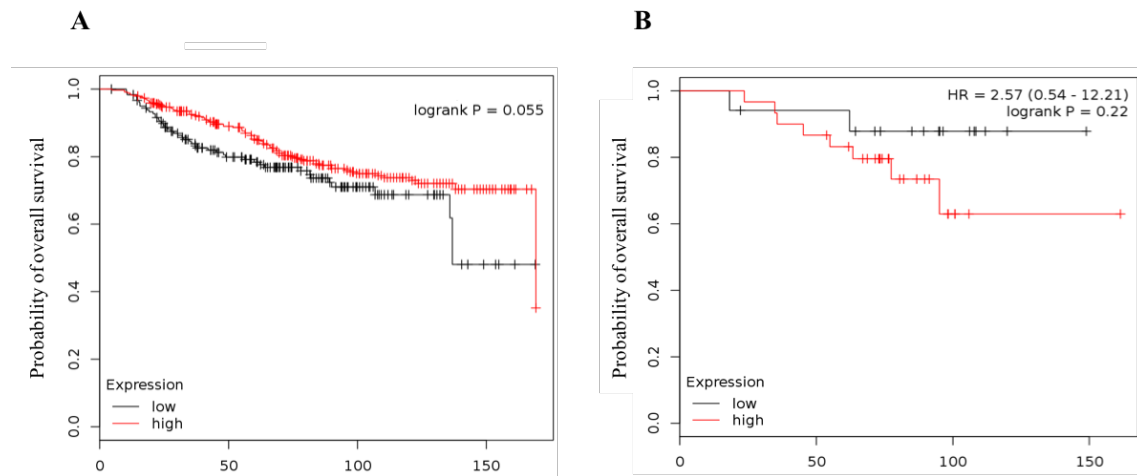 A
B
Probability of overall survival
1.0
0.8
0.6
0.4
0.2
0.0
logrank P = 0.055
Expression
low
high
0
50
100
150
Probability of overall survival
1.0
0.8
0.6
0.4
0.2
0.0
HR = 2.57 (0.54 - 12.21)
logrank P = 0.22
Expression
low
high
0
50
100
150